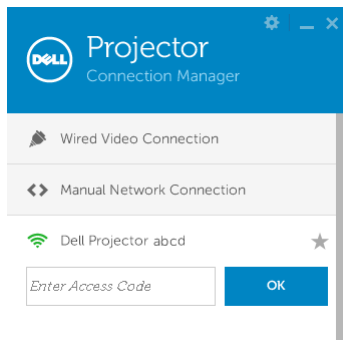 DELL
Projector
Connection Manager
Wired Video Connection
Manual Network Connection
Dell Projector abcd
Enter Access Code
OK